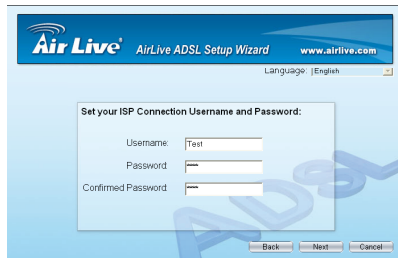 Air Live® AirLive ADSL Setup Wizard www.airlive.com
Language: English
Set your ISP Connection Username and Password:
Username: Test
Password: ****
Confirmed Password: ****
ADSL
Back Next Cancel